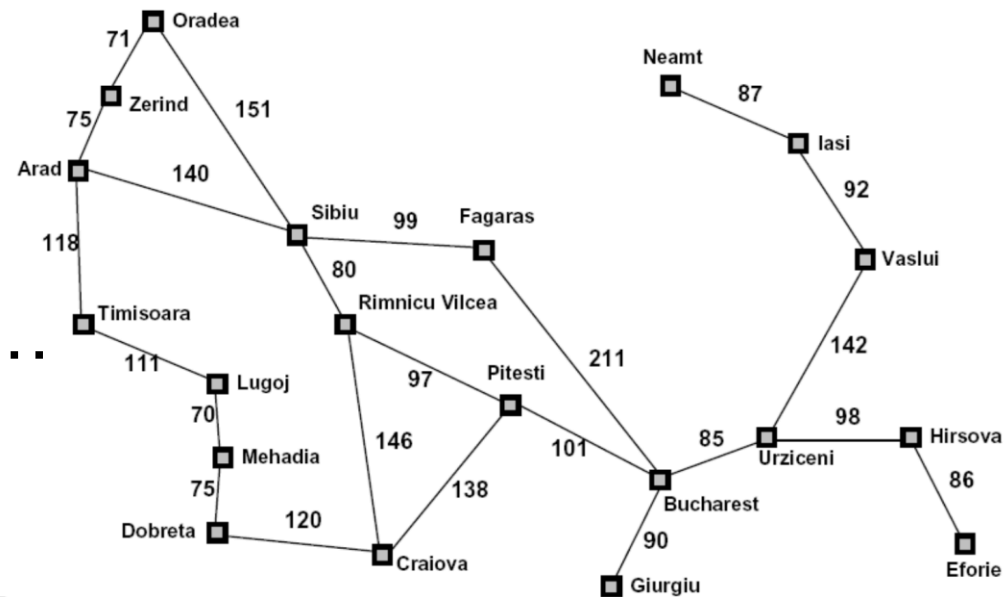 Oradea
71
Neamt
87
Zerind
75
151
Iasi
Arad
140
92
Sibiu
99
Fagaras
118
80
Vaslui
Timisoara
Rimnicu Vilcea
..
111
97
Pitesti
211
142
Lugoj
70
146
101
85
98
Hirsova
Mehadia
Urziceni
75
138
86
Dobreta
120
Bucharest
90
Craiova
Eforie
Giurgiu